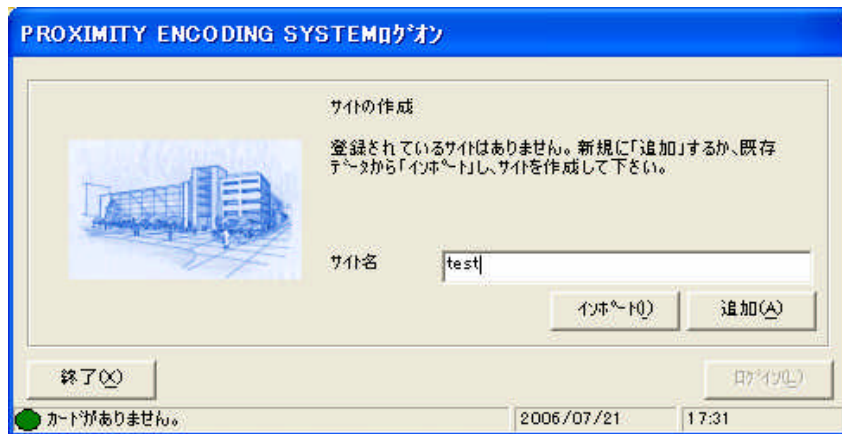 PROXIMITY ENCODING SYSTEMﾛｸﾞｵﾝ
ｻｲﾄの作成
登録されているｻｲﾄはありません。新規に｢追加｣するか、既存
ﾃﾞｰﾀから｢ｲﾝﾎﾟｰﾄ｣し、ｻｲﾄを作成して下さい。
ｻｲﾄ名 test
ｲﾝﾎﾟｰﾄ(I) 追加(A)
終了(X) ﾛｸﾞｲﾝ(L)
ｶｰﾄﾞがありません。 2006/07/21 17:31